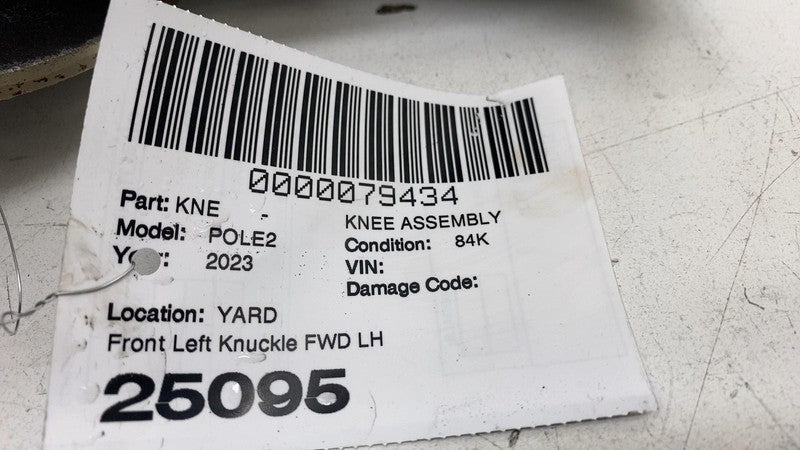 0000079434
Part: KNE -
KNEE ASSEMBLY
Model: POLE2
Condition: 84K
2023
VIN:
Damage Code:
Location: YARD
Front Left Knuckle FWD LH
25095